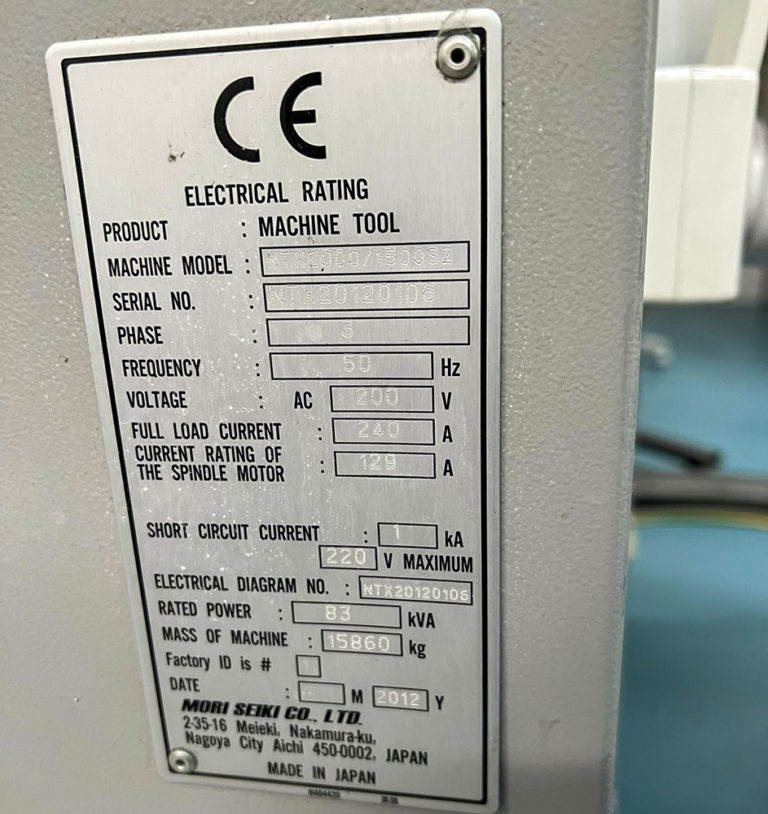 CE
ELECTRICAL RATING
PRODUCT : MACHINE TOOL
MACHINE MODEL : NTX2000/1500SZ
SERIAL NO. : NTX20120106
PHASE : 3
FREQUENCY : 50 Hz
VOLTAGE : AC 200 V
FULL LOAD CURRENT : 240 A
CURRENT RATING OF
THE SPINDLE MOTOR : 129 A
SHORT CIRCUIT CURRENT : 1 kA
220 V MAXIMUM
ELECTRICAL DIAGRAM NO. : NTX20120106
RATED POWER : 83 kVA
MASS OF MACHINE : 15860 kg
Factory ID is # 1
DATE : M 2012 Y
MORI SEIKI CO., LTD.
2-35-16 Meieki, Nakamura-ku,
Nagoya City Aichi 450-0002, JAPAN
MADE IN JAPAN